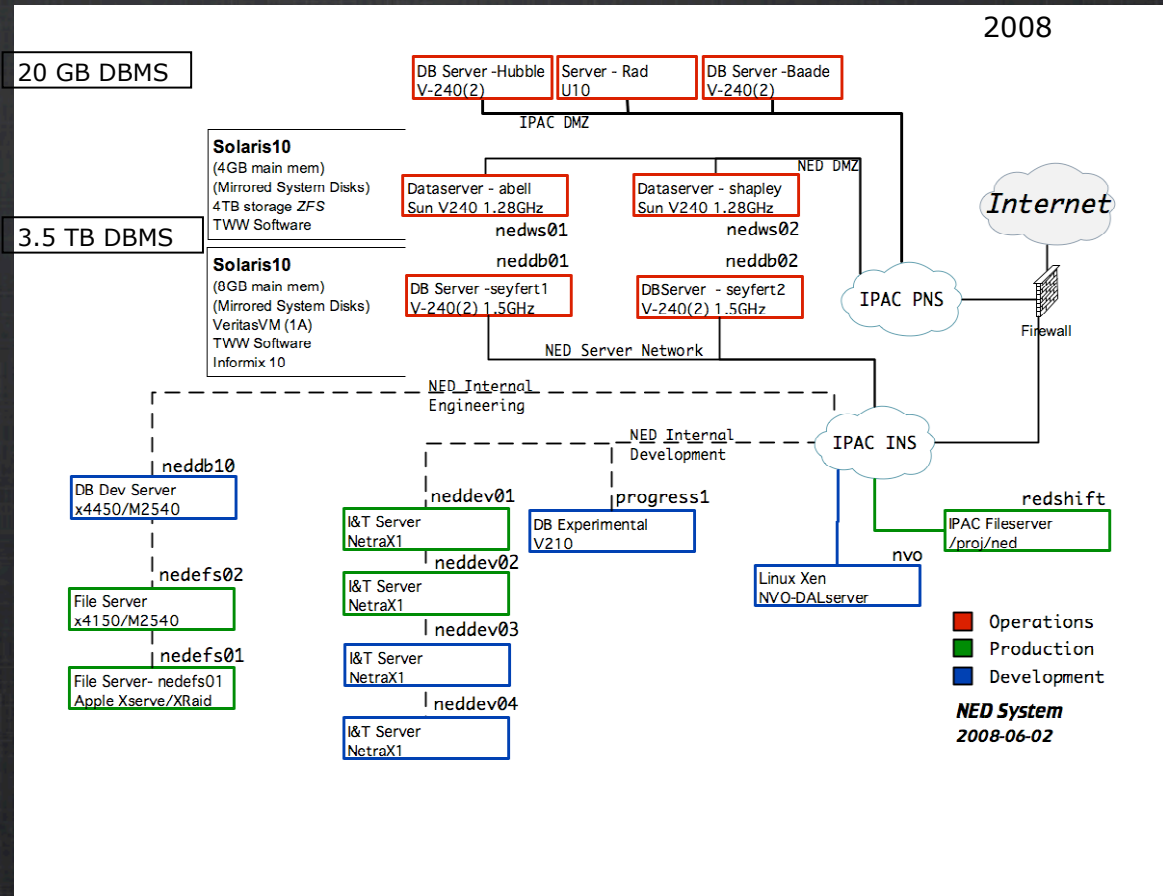 2008
20 GB DBMS
DB Server -Hubble
V-240(2)
Server - Rad
U10
DB Server -Baade
V-240(2)
IPAC DMZ
Solaris10
(4GB main mem)
(Mirrored System Disks)
4TB storage ZFS
TWW Software
NED DMZ
Dataserver - abell
Sun V240 1.28GHz
nedws01
Dataserver - shapley
Sun V240 1.28GHz
nedws02
Internet
3.5 TB DBMS
Solaris10
(8GB main mem)
(Mirrored System Disks)
VeritasVM (1A)
TWW Software
Informix 10
neddb01
DB Server -seyfert1
V-240(2) 1.5GHz
neddb02
DBServer - seyfert2
V-240(2) 1.5GHz
IPAC PNS
Firewall
NED Server Network
NED Internal
Engineering
NED Internal
Development
IPAC INS
neddb10
DB Dev Server
x4450/M2540
neddev01
I&T Server
NetraX1
progress1
DB Experimental
V210
redshift
IPAC Fileserver
/proj/ned
nvo
Linux Xen
NVO-DALserver
nedefs02
File Server
x4150/M2540
neddev02
I&T Server
NetraX1
nedefs01
File Server- nedefs01
Apple Xserve/XRaid
neddev03
I&T Server
NetraX1
neddev04
I&T Server
NetraX1
Operations
Production
Development
NED System
2008-06-02